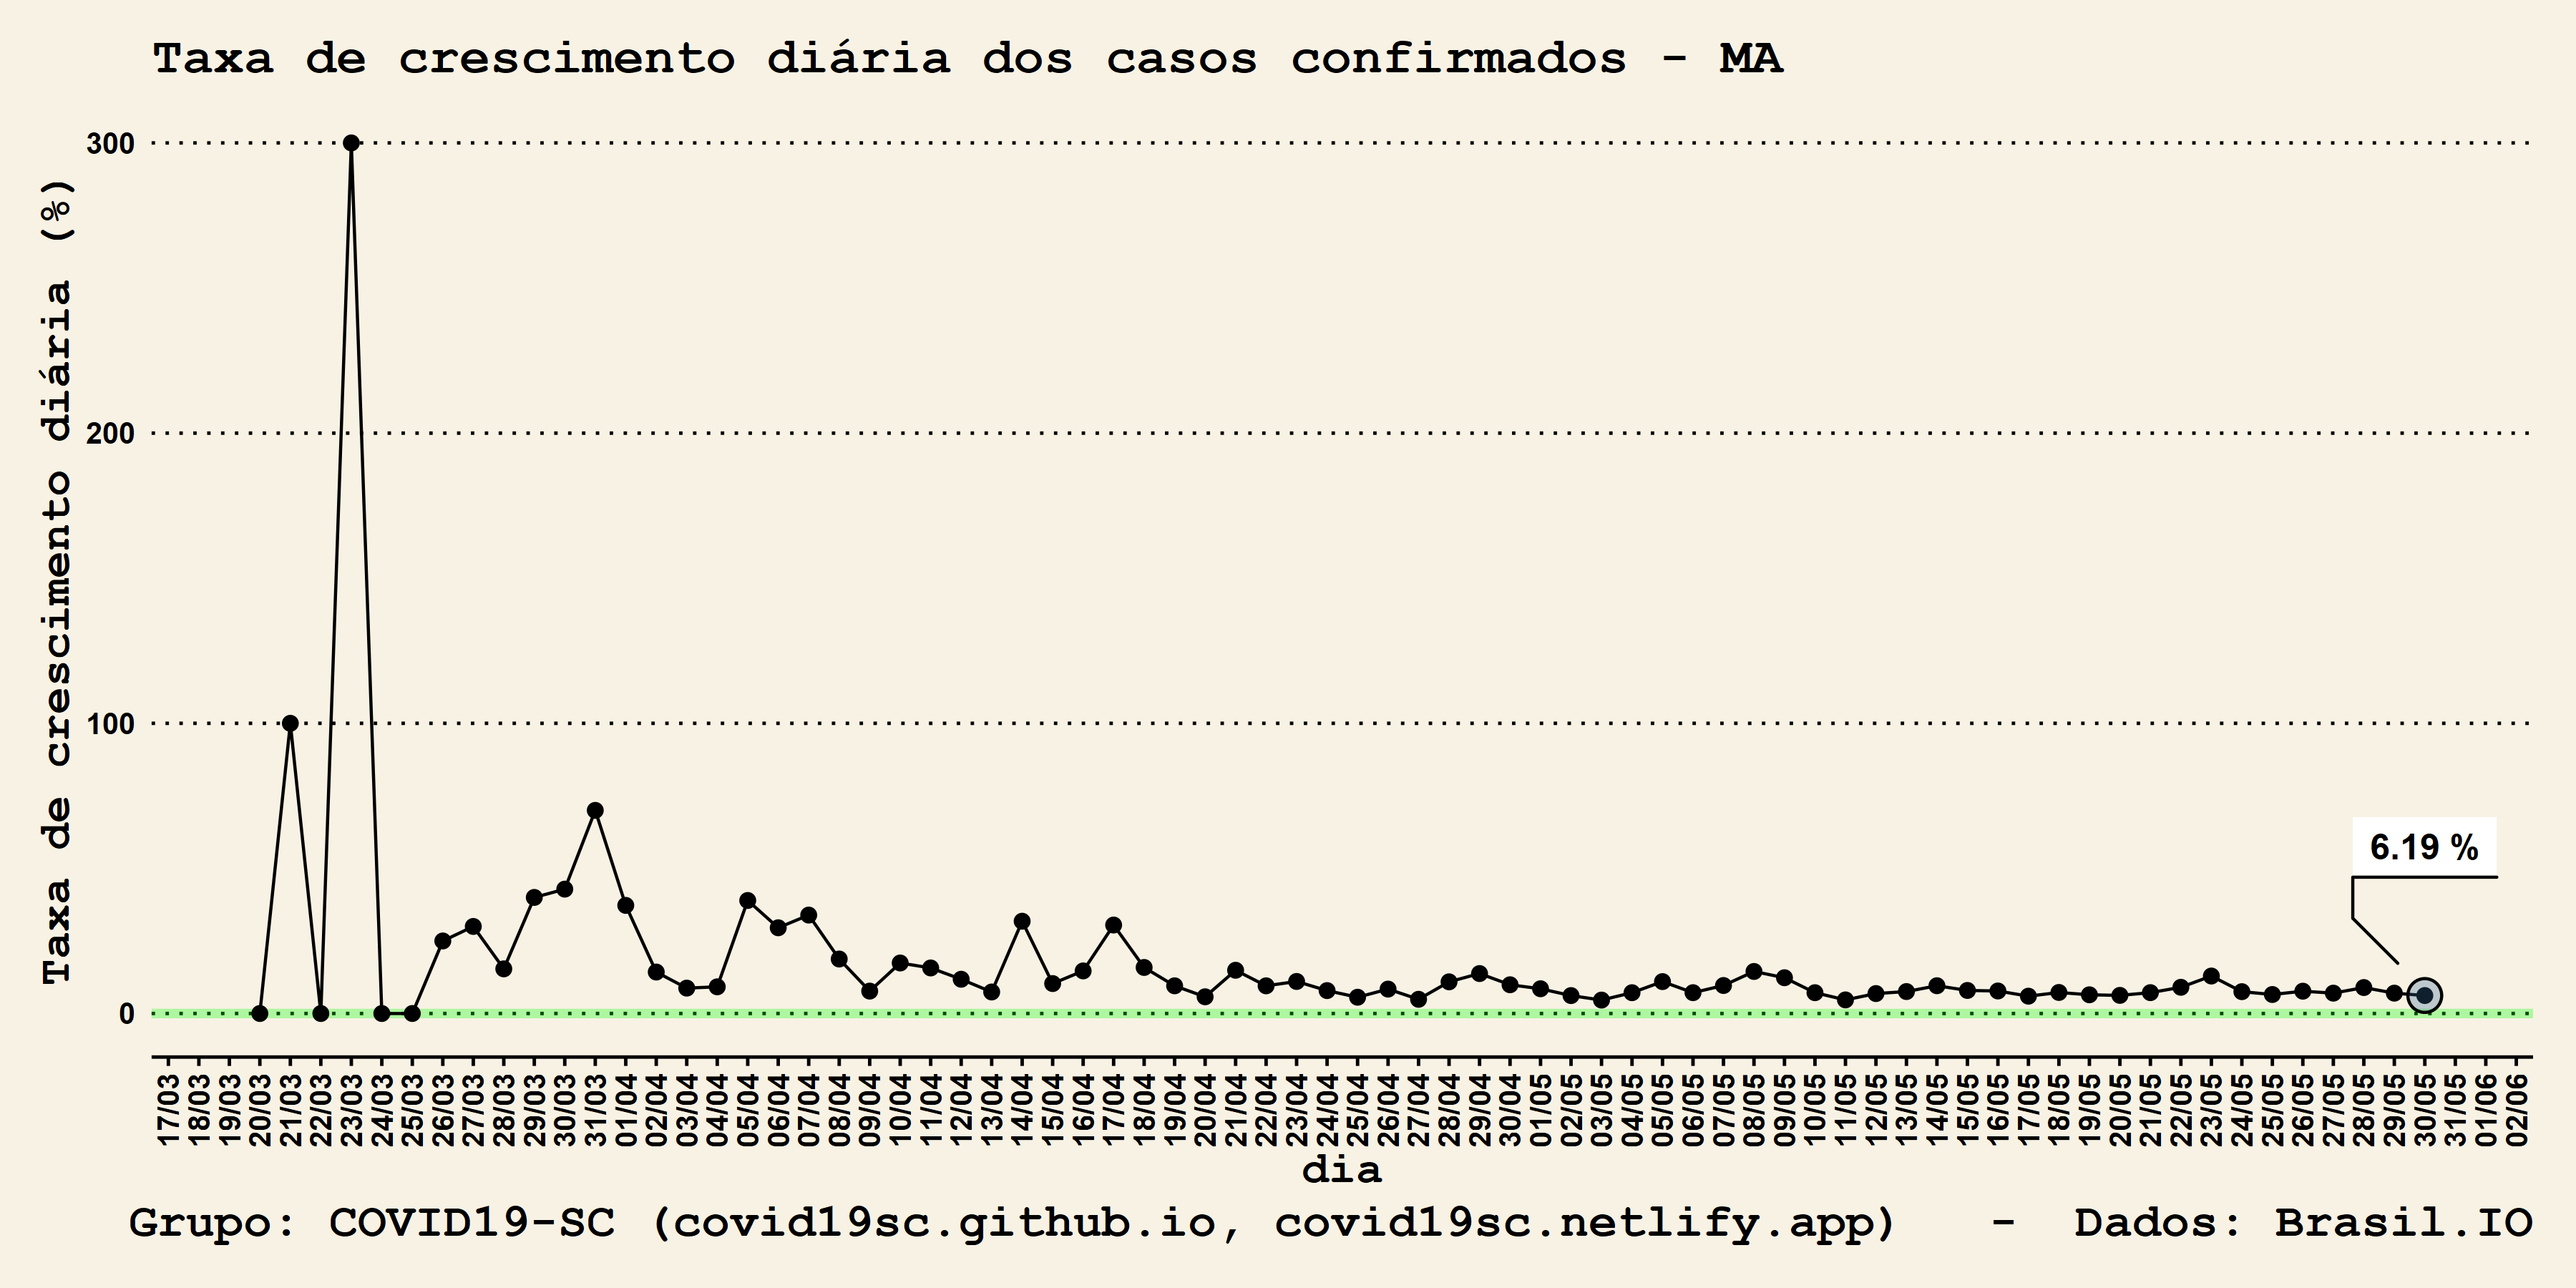 Taxa de crescimento diária dos casos confirmados - MA
Taxa de crescimento diária (%)
300
200
100
0
6.19 %
17/03 18/03 19/03 20/03 21/03 22/03 23/03 24/03 25/03 26/03 27/03 28/03 29/03 30/03 31/03 01/04 02/04 03/04 04/04 05/04 06/04 07/04 08/04 09/04 10/04 11/04 12/04 13/04 14/04 15/04 16/04 17/04 18/04 19/04 20/04 21/04 22/04 23/04 24/04 25/04 26/04 27/04 28/04 29/04 30/04 01/05 02/05 03/05 04/05 05/05 06/05 07/05 08/05 09/05 10/05 11/05 12/05 13/05 14/05 15/05 16/05 17/05 18/05 19/05 20/05 21/05 22/05 23/05 24/05 25/05 26/05 27/05 28/05 29/05 30/05 31/05 01/06 02/06
dia
Grupo: COVID19-SC (covid19sc.github.io, covid19sc.netlify.app) - Dados: Brasil.IO